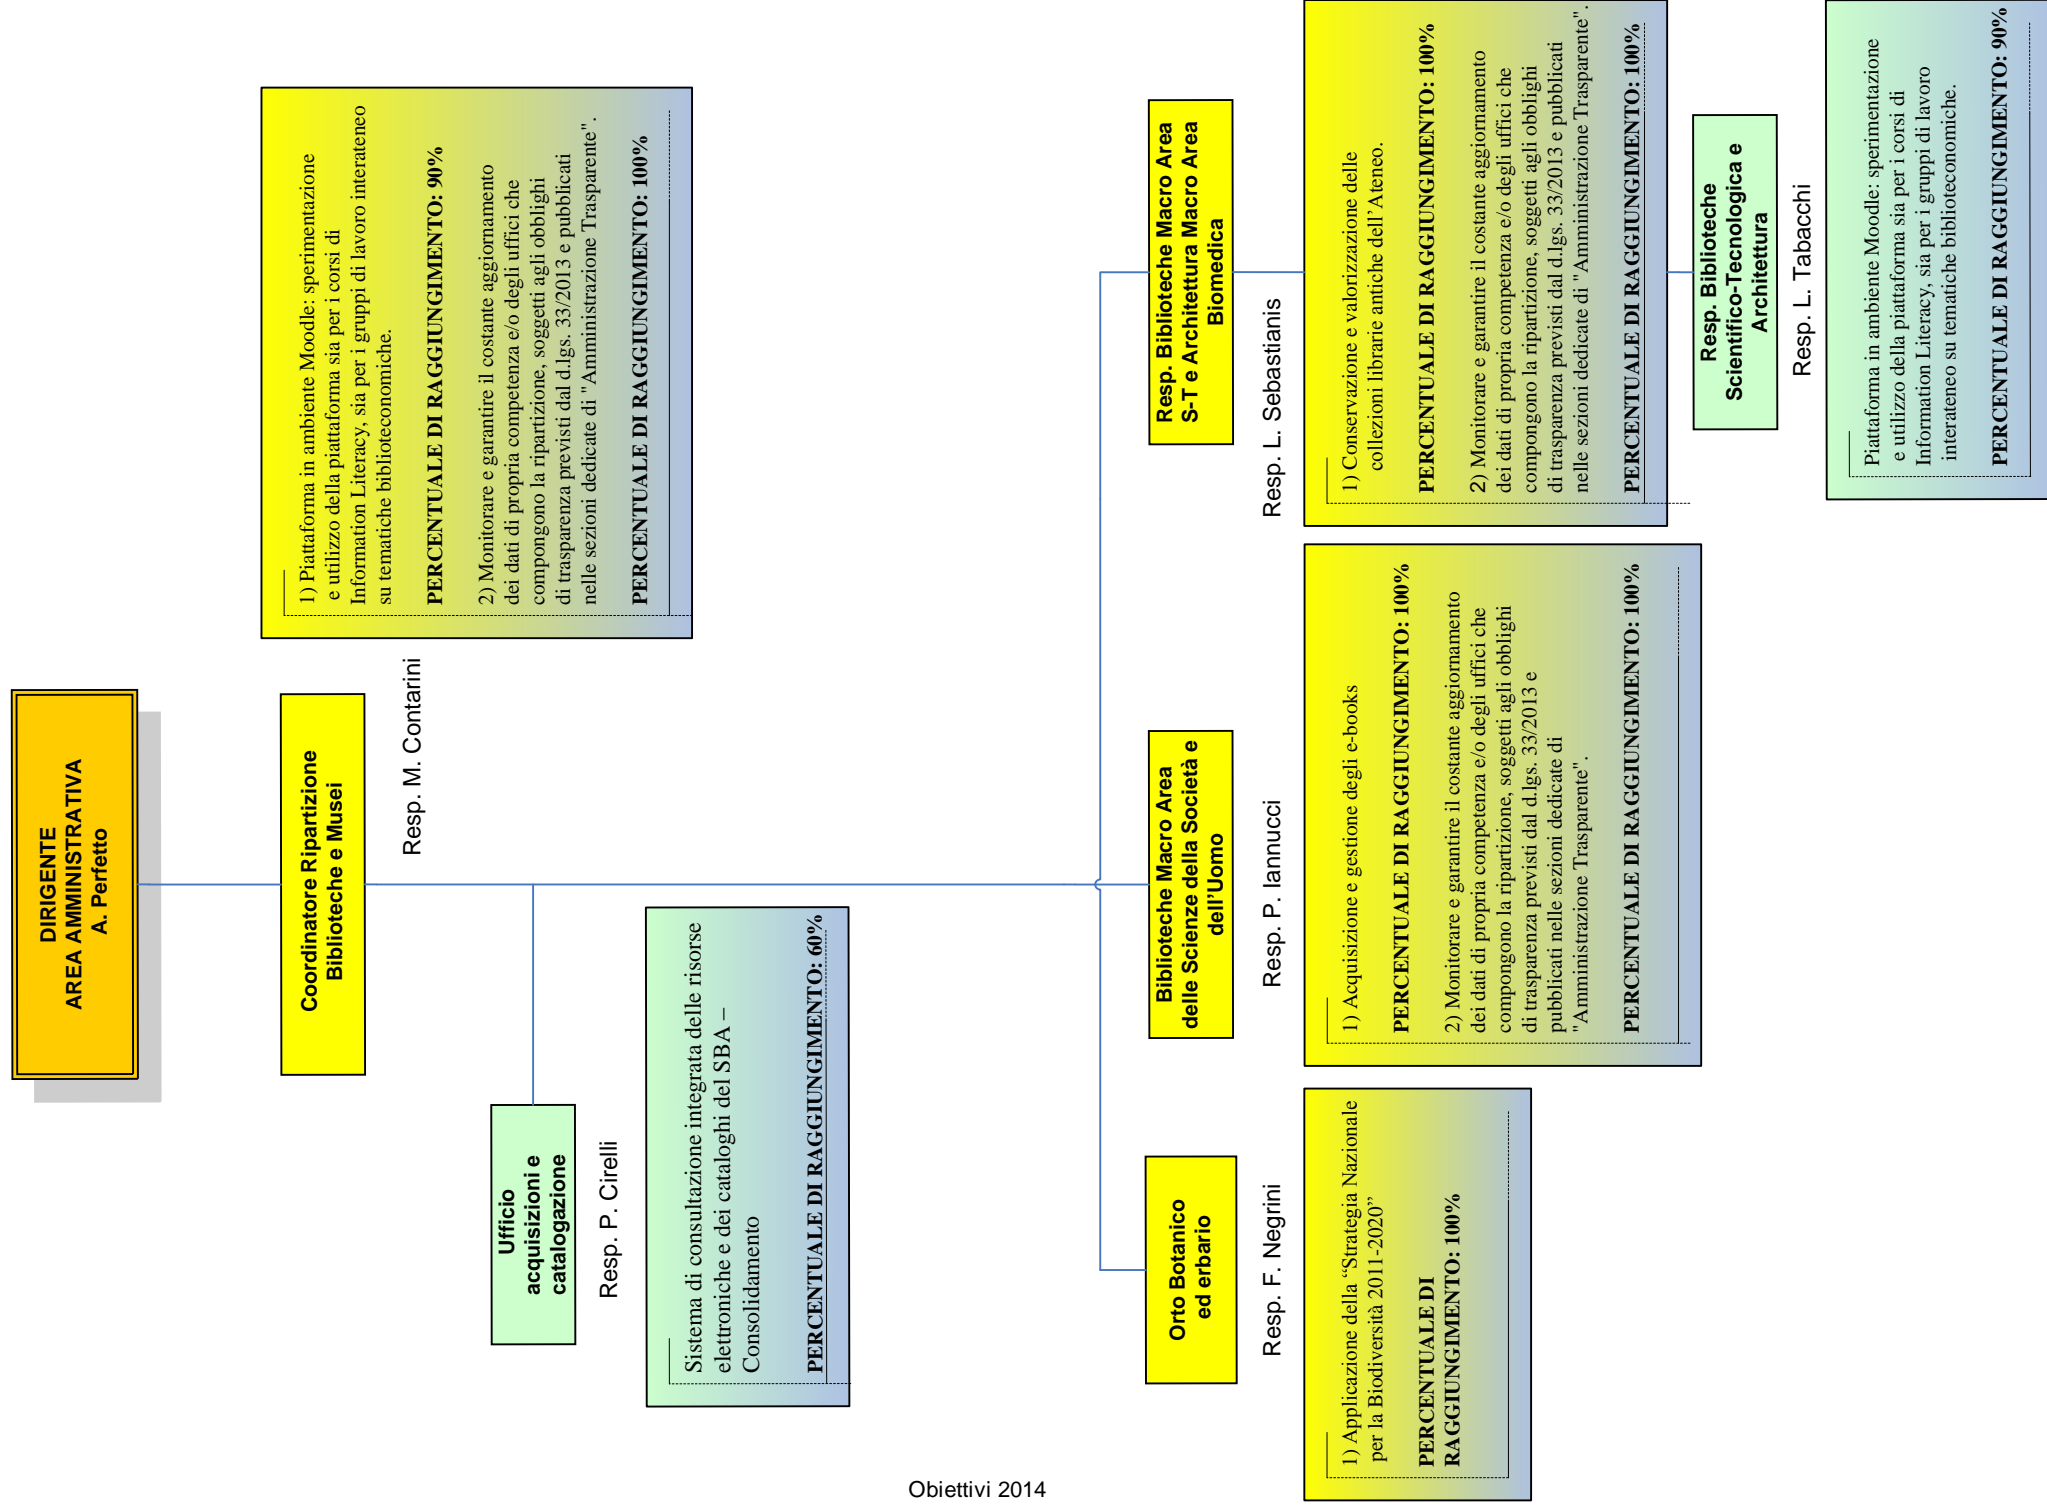 DIRIGENTE
AREA AMMINISTRATIVA
A. Perfetto
Coordinatore Ripartizione
Biblioteche e Musei
Resp. M. Contarini
1) Piattaforma in ambiente Moodle: sperimentazione
e utilizzo della piattaforma sia per i corsi di
Information Literacy, sia per i gruppi di lavoro interateneo
su tematiche biblioteconomiche.
PERCENTUALE DI RAGGIUNGIMENTO: 90%
2) Monitorare e garantire il costante aggiornamento
dei dati di propria competenza e/o degli uffici che
compongono la ripartizione, soggetti agli obblighi
di trasparenza previsti dal d.lgs. 33/2013 e pubblicati
nelle sezioni dedicate di "Amministrazione Trasparente".
PERCENTUALE DI RAGGIUNGIMENTO: 100%
Ufficio
acquisizioni e
catalogazione
Resp. P. Cirelli
Sistema di consultazione integrata delle risorse
elettroniche e dei cataloghi del SBA –
Consolidamento
PERCENTUALE DI RAGGIUNGIMENTO: 60%
Orto Botanico
ed erbario
Resp. F. Negrini
1) Applicazione della “Strategia Nazionale
per la Biodiversità 2011-2020”
PERCENTUALE DI
RAGGIUNGIMENTO: 100%
Biblioteche Macro Area
delle Scienze della Società e
dell’Uomo
Resp. P. Iannucci
1) Acquisizione e gestione degli e-books
PERCENTUALE DI RAGGIUNGIMENTO: 100%
2) Monitorare e garantire il costante aggiornamento
dei dati di propria competenza e/o degli uffici che
compongono la ripartizione, soggetti agli obblighi
di trasparenza previsti dal d.lgs. 33/2013 e
pubblicati nelle sezioni dedicate di
"Amministrazione Trasparente".
PERCENTUALE DI RAGGIUNGIMENTO: 100%
Resp. Biblioteche Macro Area
S-T e Architettura Macro Area
Biomedica
Resp. L. Sebastianis
1) Conservazione e valorizzazione delle
collezioni librarie antiche dell’Ateneo.
PERCENTUALE DI RAGGIUNGIMENTO: 100%
2) Monitorare e garantire il costante aggiornamento
dei dati di propria competenza e/o degli uffici che
compongono la ripartizione, soggetti agli obblighi
di trasparenza previsti dal d.lgs. 33/2013 e pubblicati
nelle sezioni dedicate di "Amministrazione Trasparente".
PERCENTUALE DI RAGGIUNGIMENTO: 100%
Resp. Biblioteche
Scientifico-Tecnologica e
Architettura
Resp. L. Tabacchi
Piattaforma in ambiente Moodle: sperimentazione
e utilizzo della piattaforma sia per i corsi di
Information Literacy, sia per i gruppi di lavoro
interateneo su tematiche biblioteconomiche.
PERCENTUALE DI RAGGIUNGIMENTO: 90%
Obiettivi 2014